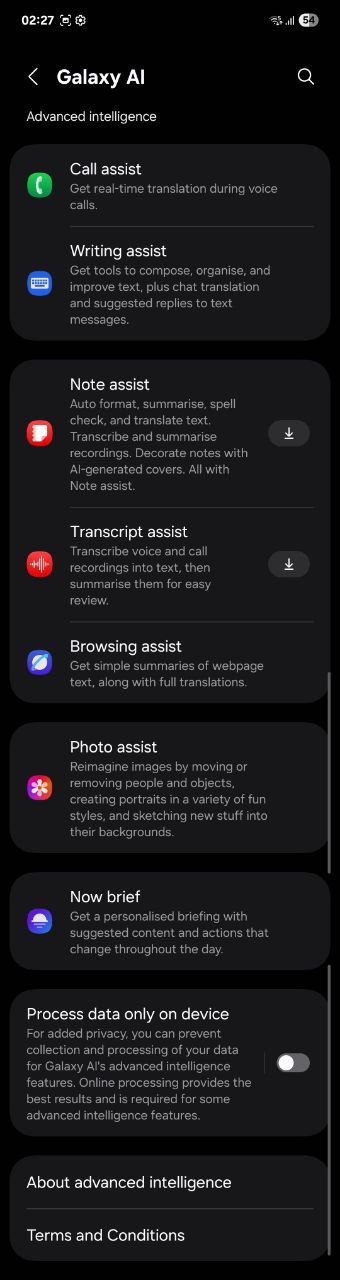 02:27
54
Galaxy AI
Advanced intelligence
Call assist
Get real-time translation during voice
calls.
Writing assist
Get tools to compose, organise, and
improve text, plus chat translation
and suggested replies to text
messages.
Note assist
Auto format, summarise, spell
check, and translate text.
Transcribe and summarise
recordings. Decorate notes with
AI-generated covers. All with
Note assist.
Transcript assist
Transcribe voice and call
recordings into text, then
summarise them for easy
review.
Browsing assist
Get simple summaries of webpage
text, along with full translations.
Photo assist
Reimagine images by moving or
removing people and objects,
creating portraits in a variety of fun
styles, and sketching new stuff into
their backgrounds.
Now brief
Get a personalised briefing with
suggested content and actions that
change throughout the day.
Process data only on device
For added privacy, you can prevent
collection and processing of your data
for Galaxy AI's advanced intelligence
features. Online processing provides the
best results and is required for some
advanced intelligence features.
About advanced intelligence
Terms and Conditions